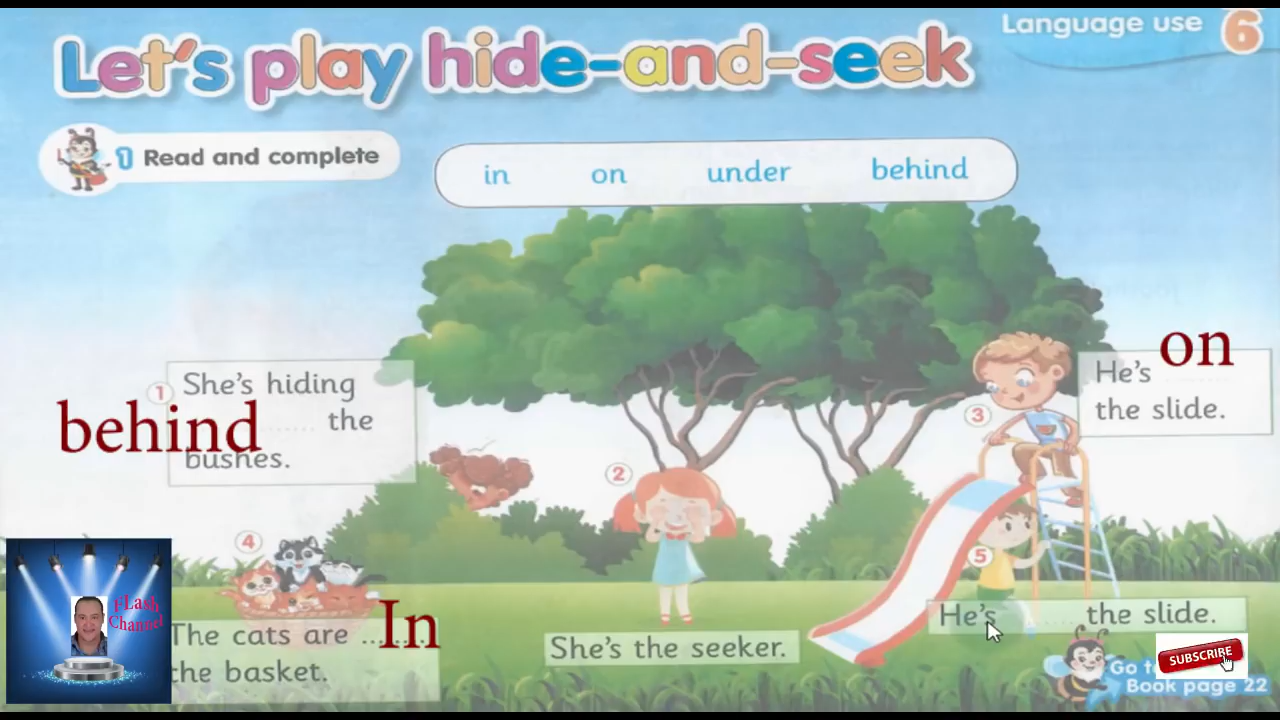 Language use 6
Let's play hide-and-seek
1 Read and complete
in on under behind
on
He's ........
the slide.
3
1
She's hiding
behind ........ the
bushes.
2
4
5
The cats are ........ In
the basket.
She's the seeker.
He's ........ the slide.
FLash
Channel
SUBSCRIBE
Go to
Book page 22